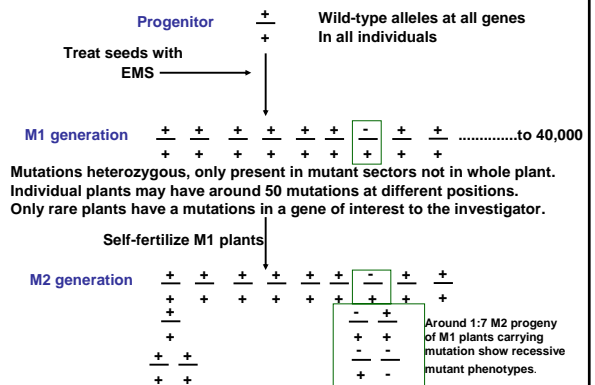 Progenitor
+
+
Wild-type alleles at all genes
In all individuals
Treat seeds with
EMS
M1 generation
+ + + + + + - + + ..............to 40,000
+ + + + + + + + +
Mutations heterozygous, only present in mutant sectors not in whole plant.
Individual plants may have around 50 mutations at different positions.
Only rare plants have a mutations in a gene of interest to the investigator.
Self-fertilize M1 plants
M2 generation
+ + + + + + - + +
+ + + + + + + + +
+ - +
+ + +
- -
+ -
+ +
+ +
Around 1:7 M2 progeny
of M1 plants carrying
mutation show recessive
mutant phenotypes.